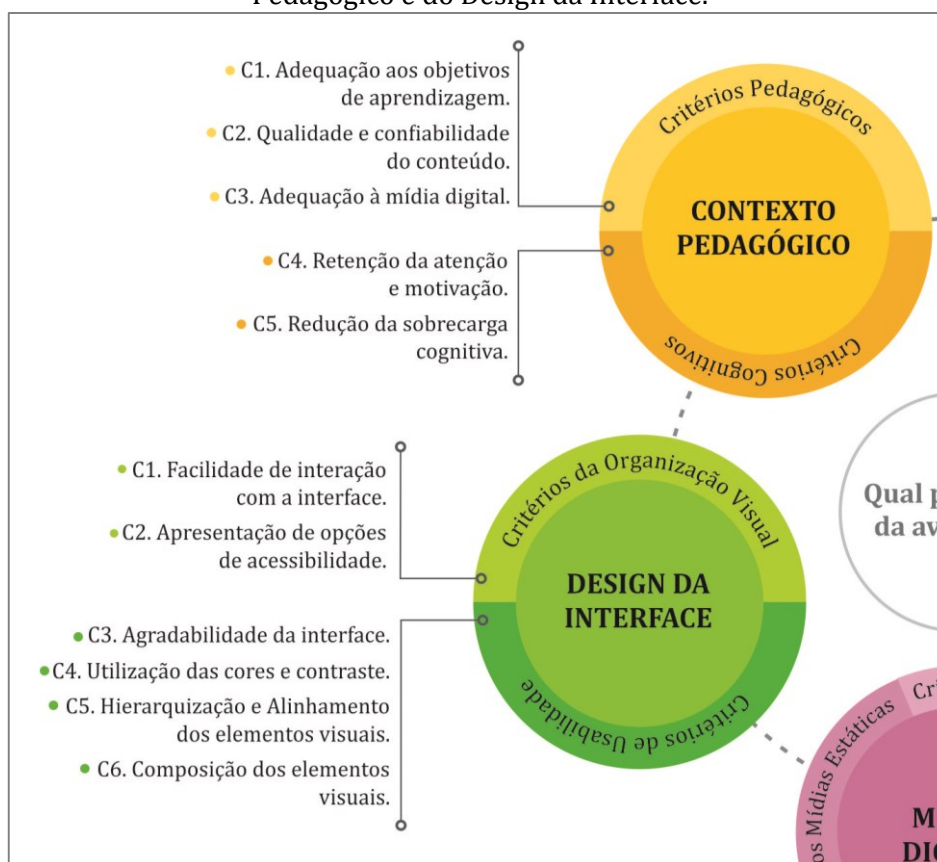 Pedagógico e do Design da Interface.
C1. Adequação aos objetivos
de aprendizagem.
C2. Qualidade e confiabilidade
do conteúdo.
C3. Adequação à mídia digital.
C4. Retenção da atenção
e motivação.
C5. Redução da sobrecarga
cognitiva.
Critérios Pedagógicos
CONTEXTO
PEDAGÓGICO
Critérios Cognitivos
C1. Facilidade de interação
com a interface.
C2. Apresentação de opções
de acessibilidade.
C3. Agradabilidade da interface.
C4. Utilização das cores e contraste.
C5. Hierarquização e Alinhamento
dos elementos visuais.
C6. Composição dos elementos
visuais.
Critérios da Organização Visual
DESIGN DA
INTERFACE
Critérios de Usabilidade
Qual
da
Mídias Estáticas